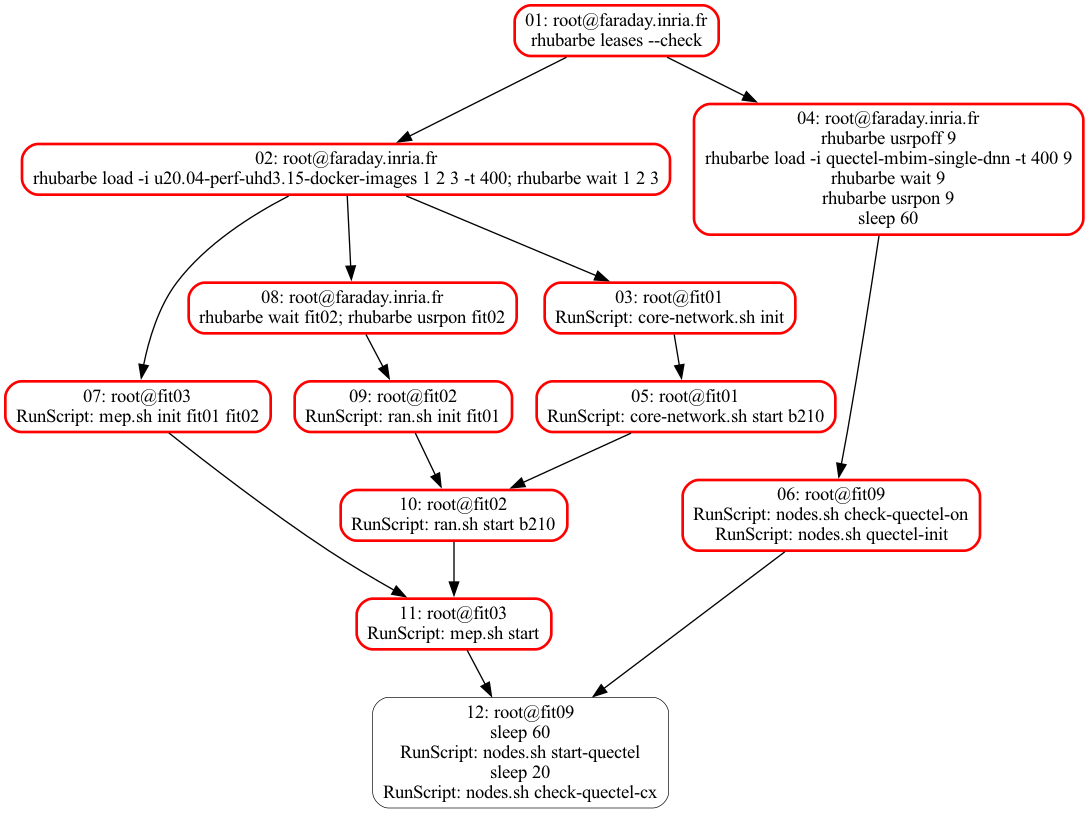 01: root@faraday.inria.fr
rhubarbe leases --check
04: root@faraday.inria.fr
rhubarbe usrpoff 9
rhubarbe load -i quectel-mbim-single-dnn -t 400 9
rhubarbe wait 9
rhubarbe usrpon 9
sleep 60
02: root@faraday.inria.fr
rhubarbe load -i u20.04-perf-uhd3.15-docker-images 1 2 3 -t 400; rhubarbe wait 1 2 3
08: root@faraday.inria.fr
rhubarbe wait fit02; rhubarbe usrpon fit02
03: root@fit01
RunScript: core-network.sh init
07: root@fit03
RunScript: mep.sh init fit01 fit02
09: root@fit02
RunScript: ran.sh init fit01
05: root@fit01
RunScript: core-network.sh start b210
10: root@fit02
RunScript: ran.sh start b210
06: root@fit09
RunScript: nodes.sh check-quectel-on
RunScript: nodes.sh quectel-init
11: root@fit03
RunScript: mep.sh start
12: root@fit09
sleep 60
RunScript: nodes.sh start-quectel
sleep 20
RunScript: nodes.sh check-quectel-cx